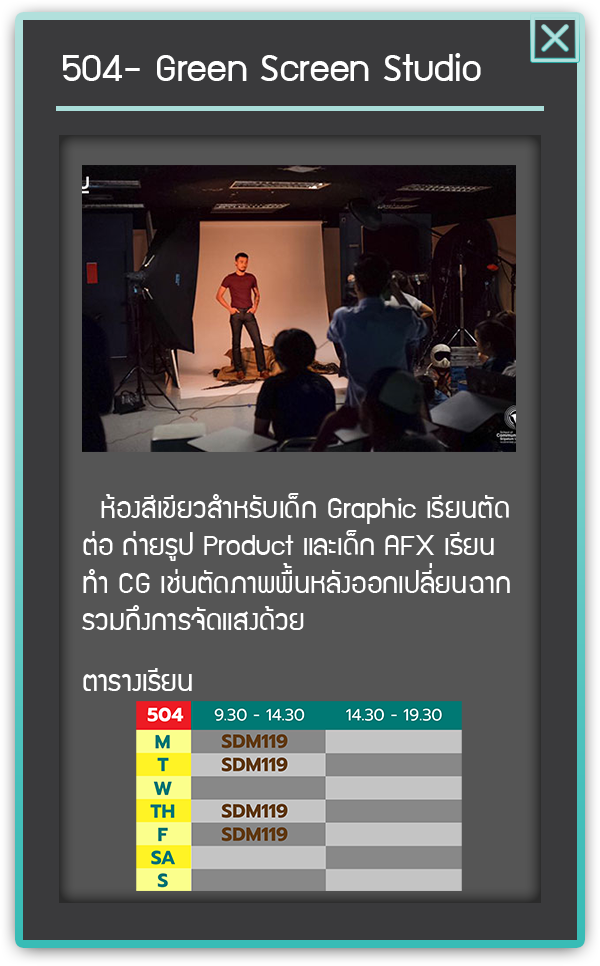 504- Green Screen Studio
ห้องสีเขียวสำหรับเด็ก Graphic เรียนตัด
ต่อ ถ่ายรูป Product และเด็ก AFX เรียน
ทำ CG เช่นตัดภาพพื้นหลังออกเปลี่ยนฉาก
รวมถึงการจัดแสงด้วย
ตารางเรียน
504 9.30 - 14.30 14.30 - 19.30
M SDM119
T SDM119
W
TH SDM119
F SDM119
SA
S